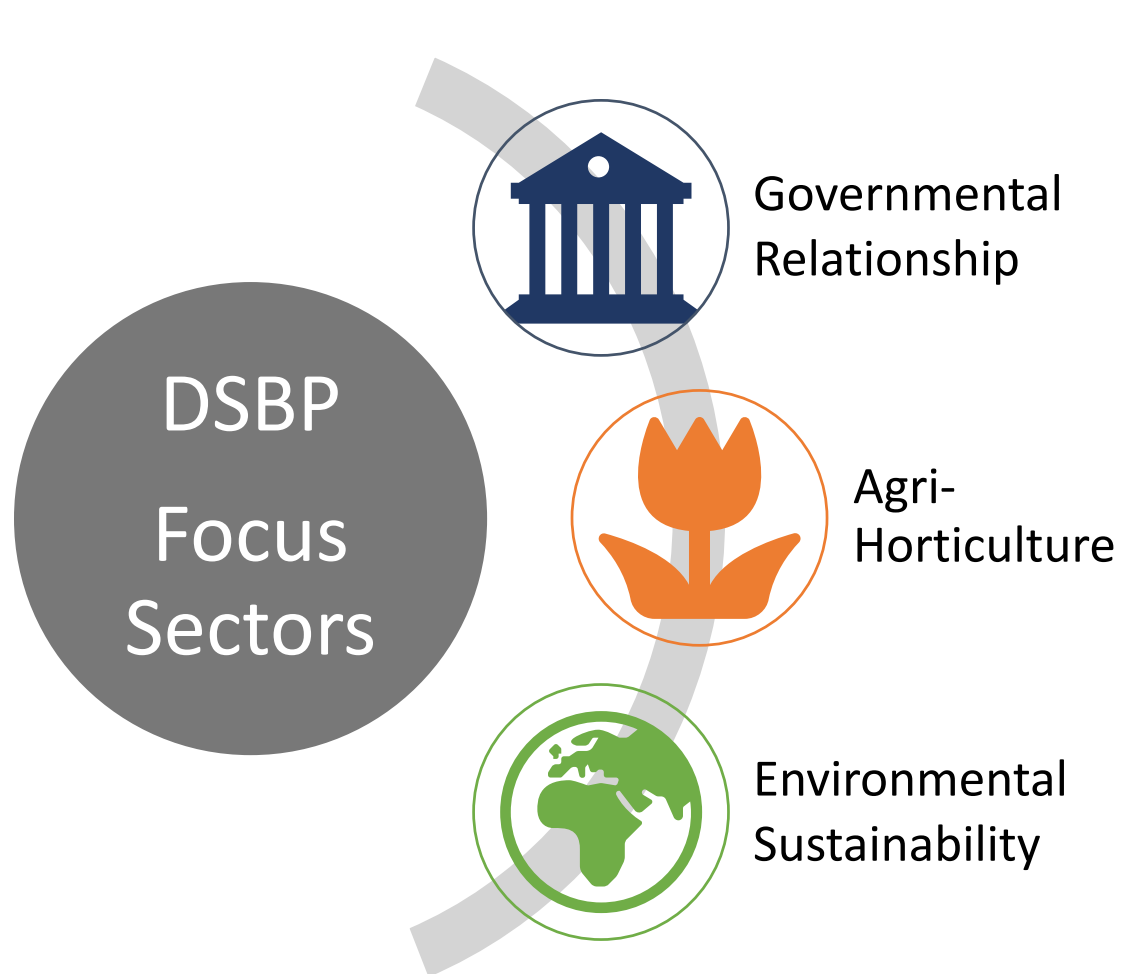 DSBP
Focus
Sectors
Governmental
Relationship
Agri-
Horticulture
Environmental
Sustainability